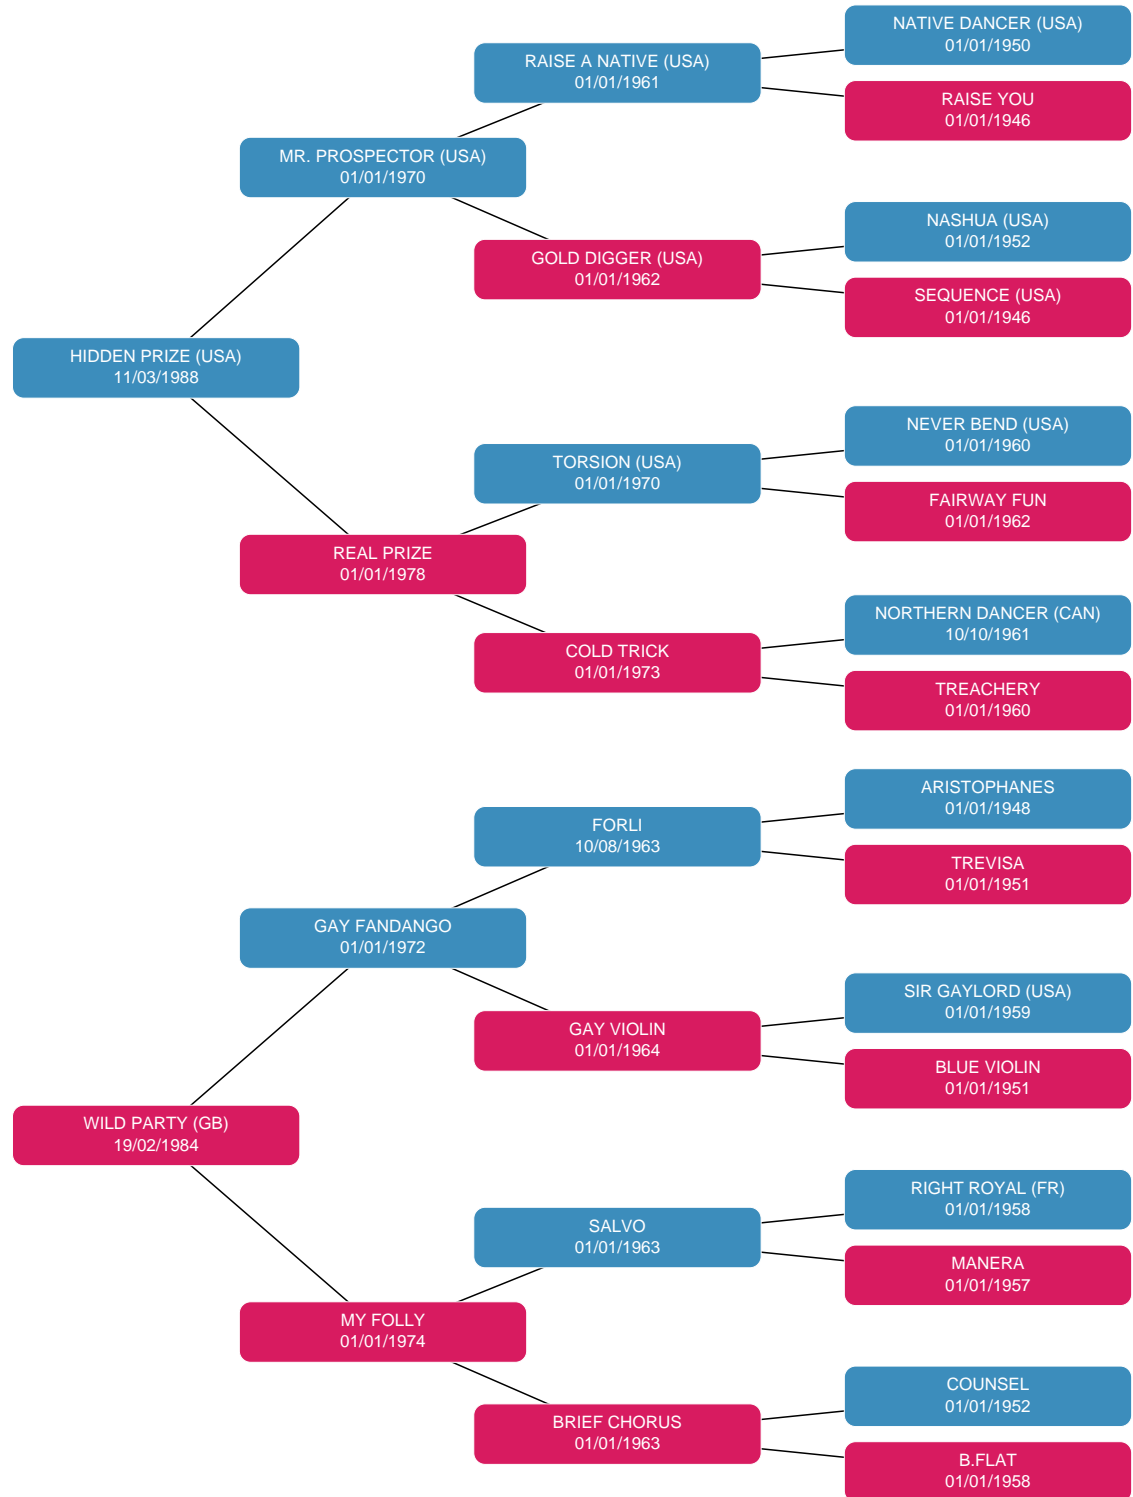 NATIVE DANCER (USA)
01/01/1950
RAISE A NATIVE (USA)
01/01/1961
RAISE YOU
01/01/1946
MR. PROSPECTOR (USA)
01/01/1970
NASHUA (USA)
01/01/1952
GOLD DIGGER (USA)
01/01/1962
SEQUENCE (USA)
01/01/1946
HIDDEN PRIZE (USA)
11/03/1988
NEVER BEND (USA)
01/01/1960
TORSION (USA)
01/01/1970
FAIRWAY FUN
01/01/1962
REAL PRIZE
01/01/1978
NORTHERN DANCER (CAN)
10/10/1961
COLD TRICK
01/01/1973
TREACHERY
01/01/1960
ARISTOPHANES
01/01/1948
FORLI
10/08/1963
TREVISA
01/01/1951
GAY FANDANGO
01/01/1972
SIR GAYLORD (USA)
01/01/1959
GAY VIOLIN
01/01/1964
BLUE VIOLIN
01/01/1951
WILD PARTY (GB)
19/02/1984
RIGHT ROYAL (FR)
01/01/1958
SALVO
01/01/1963
MANERA
01/01/1957
MY FOLLY
01/01/1974
COUNSEL
01/01/1952
BRIEF CHORUS
01/01/1963
B.FLAT
01/01/1958